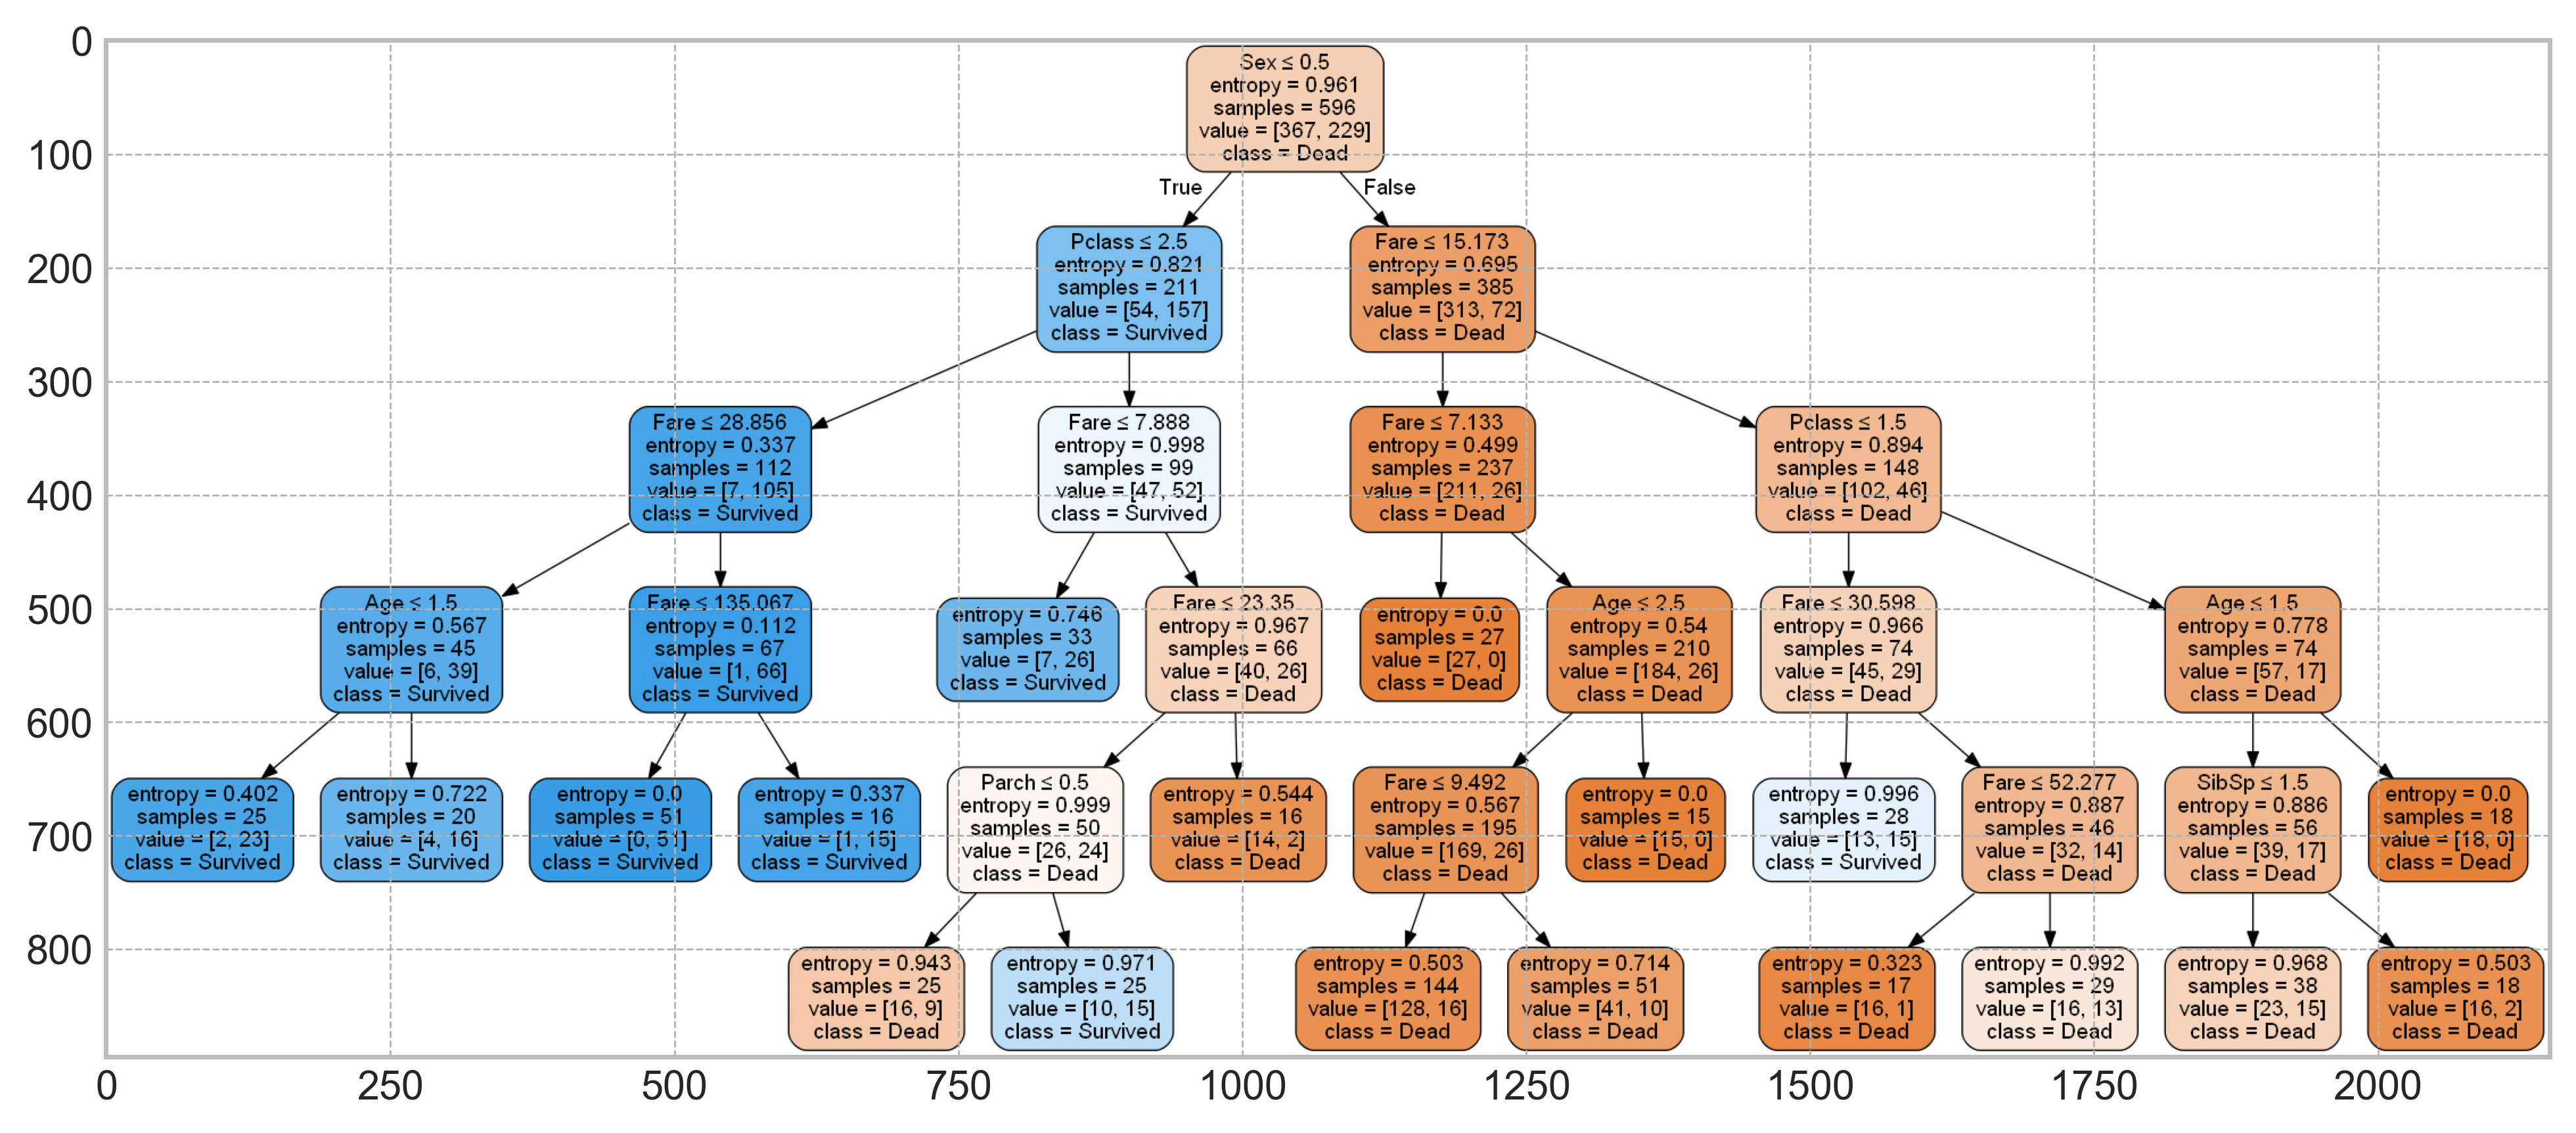 Sex ≤ 0.5
entropy = 0.961
samples = 596
value = [367, 229]
class = Dead
True
False
Pclass ≤ 2.5
entropy = 0.821
samples = 211
value = [54, 157]
class = Survived
Fare ≤ 15.173
entropy = 0.695
samples = 385
value = [313, 72]
class = Dead
Fare ≤ 28.856
entropy = 0.337
samples = 112
value = [7, 105]
class = Survived
Fare ≤ 7.888
entropy = 0.998
samples = 99
value = [47, 52]
class = Survived
Fare ≤ 7.133
entropy = 0.499
samples = 237
value = [211, 26]
class = Dead
Pclass ≤ 1.5
entropy = 0.894
samples = 148
value = [102, 46]
class = Dead
Age ≤ 1.5
entropy = 0.567
samples = 45
value = [6, 39]
class = Survived
Fare ≤ 135.067
entropy = 0.112
samples = 67
value = [1, 66]
class = Survived
entropy = 0.746
samples = 33
value = [7, 26]
class = Survived
Fare ≤ 23.35
entropy = 0.967
samples = 66
value = [40, 26]
class = Dead
entropy = 0.0
samples = 27
value = [27, 0]
class = Dead
Age ≤ 2.5
entropy = 0.54
samples = 210
value = [184, 26]
class = Dead
Fare ≤ 30.598
entropy = 0.966
samples = 74
value = [45, 29]
class = Dead
Age ≤ 1.5
entropy = 0.778
samples = 74
value = [57, 17]
class = Dead
entropy = 0.402
samples = 25
value = [2, 23]
class = Survived
entropy = 0.722
samples = 20
value = [4, 16]
class = Survived
entropy = 0.0
samples = 51
value = [0, 51]
class = Survived
entropy = 0.337
samples = 16
value = [1, 15]
class = Survived
Parch ≤ 0.5
entropy = 0.999
samples = 50
value = [26, 24]
class = Dead
entropy = 0.544
samples = 16
value = [14, 2]
class = Dead
Fare ≤ 9.492
entropy = 0.567
samples = 195
value = [169, 26]
class = Dead
entropy = 0.0
samples = 15
value = [15, 0]
class = Dead
entropy = 0.996
samples = 28
value = [13, 15]
class = Survived
Fare ≤ 52.277
entropy = 0.887
samples = 46
value = [32, 14]
class = Dead
SibSp ≤ 1.5
entropy = 0.886
samples = 56
value = [39, 17]
class = Dead
entropy = 0.0
samples = 18
value = [18, 0]
class = Dead
entropy = 0.943
samples = 25
value = [16, 9]
class = Dead
entropy = 0.971
samples = 25
value = [10, 15]
class = Survived
entropy = 0.503
samples = 144
value = [128, 16]
class = Dead
entropy = 0.714
samples = 51
value = [41, 10]
class = Dead
entropy = 0.323
samples = 17
value = [16, 1]
class = Dead
entropy = 0.992
samples = 29
value = [16, 13]
class = Dead
entropy = 0.968
samples = 38
value = [23, 15]
class = Dead
entropy = 0.503
samples = 18
value = [16, 2]
class = Dead
0
100
200
300
400
500
600
700
800
0
250
500
750
1000
1250
1500
1750
2000